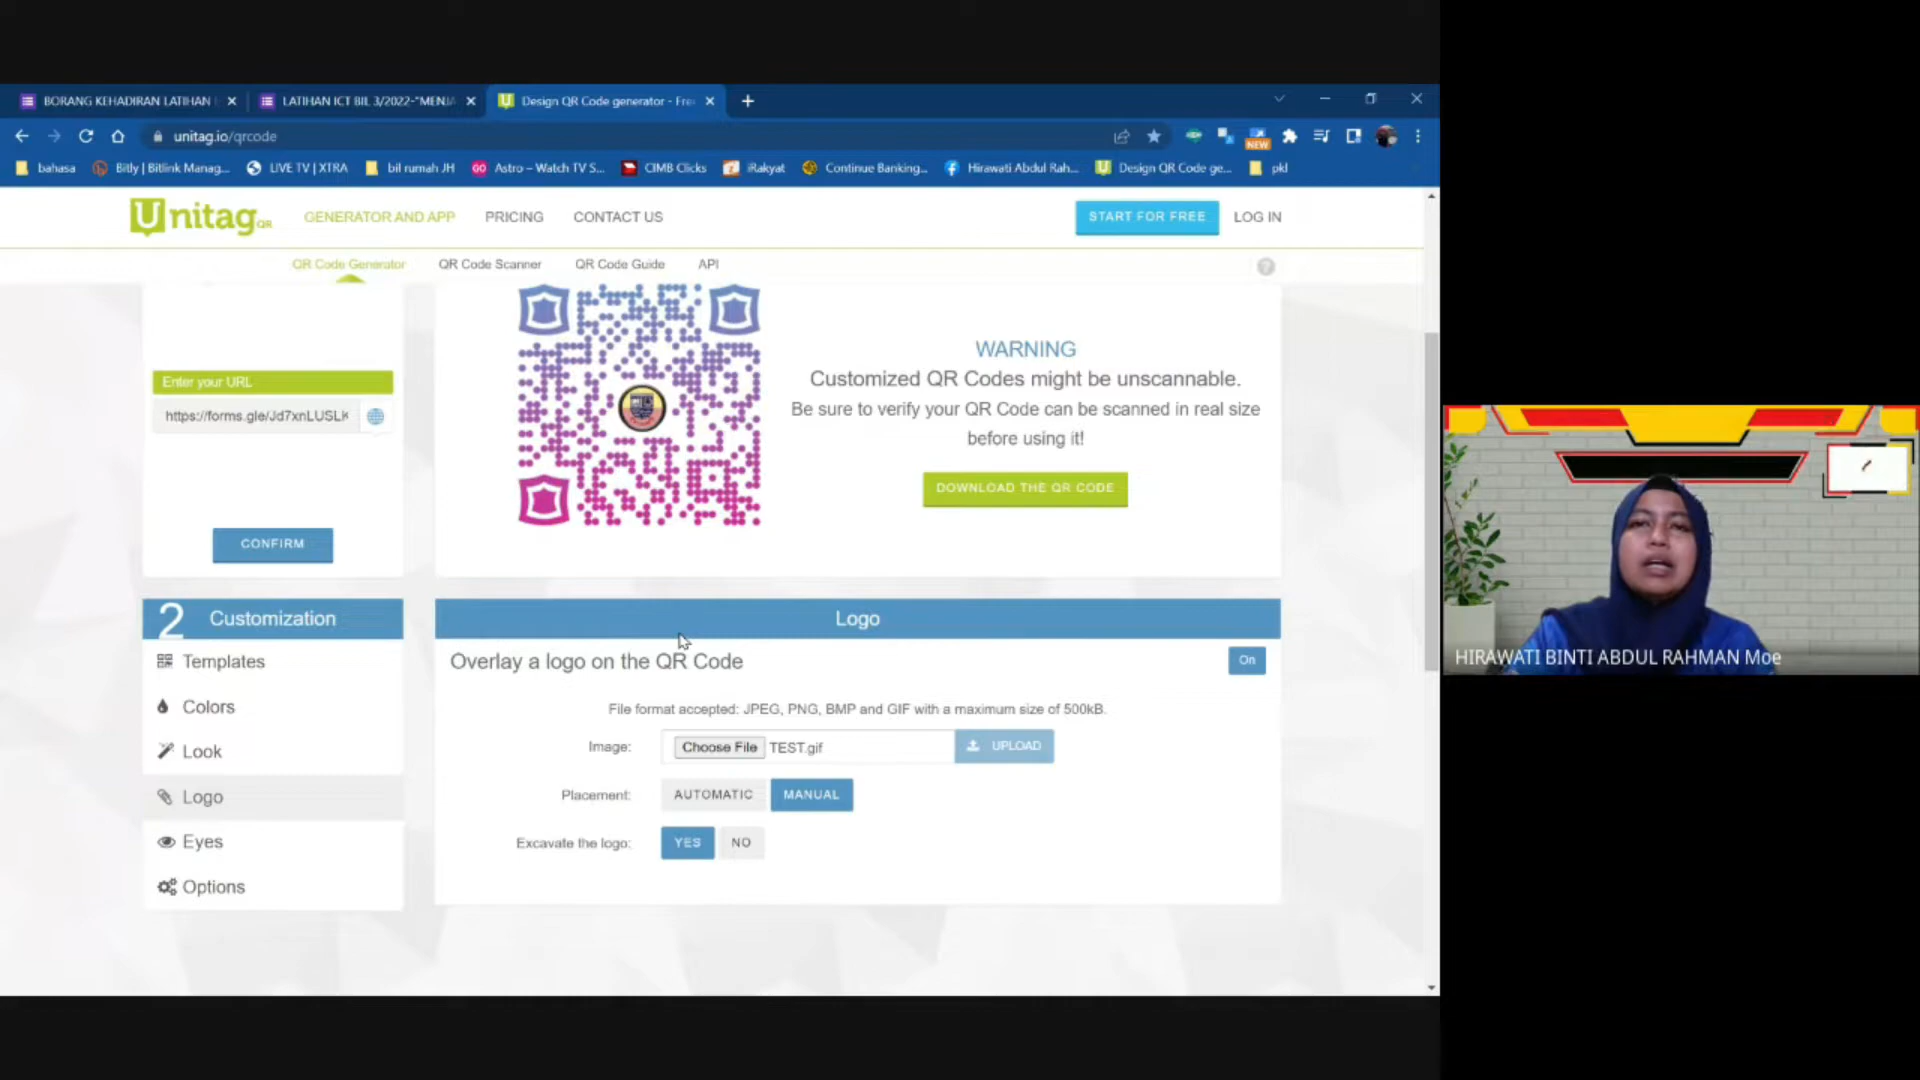 BORANG KEHADIRAN LATIHAN
LATIHAN ICT BIL 3/2022-"MENJA
Design QR Code generator - Free
unitag.io/qrcode
NEW
bahasa
Bitly | Bitlink Manag...
LIVE TV | XTRA
bil rumah JH
GO
Astro – Watch TV S...
CIMB Clicks
iRakyat
Continue Banking...
Hirawati Abdul Rah...
Design QR Code ge...
pkl
Unitag QR
GENERATOR AND APP
PRICING
CONTACT US
START FOR FREE
LOG IN
QR Code Generator
QR Code Scanner
QR Code Guide
API
?
Enter your URL
https://forms.gle/Jd7xnLUSLK
CONFIRM
WARNING
Customized QR Codes might be unscannable.
Be sure to verify your QR Code can be scanned in real size
before using it!
DOWNLOAD THE QR CODE
2 Customization
Templates
Colors
Look
Logo
Eyes
Options
Logo
Overlay a logo on the QR Code
On
File format accepted: JPEG, PNG, BMP and GIF with a maximum size of 500kB.
Image:
Choose File TEST.gif
UPLOAD
Placement:
AUTOMATIC
MANUAL
Excavate the logo:
YES
NO
HIRAWATI BINTI ABDUL RAHMAN Moe